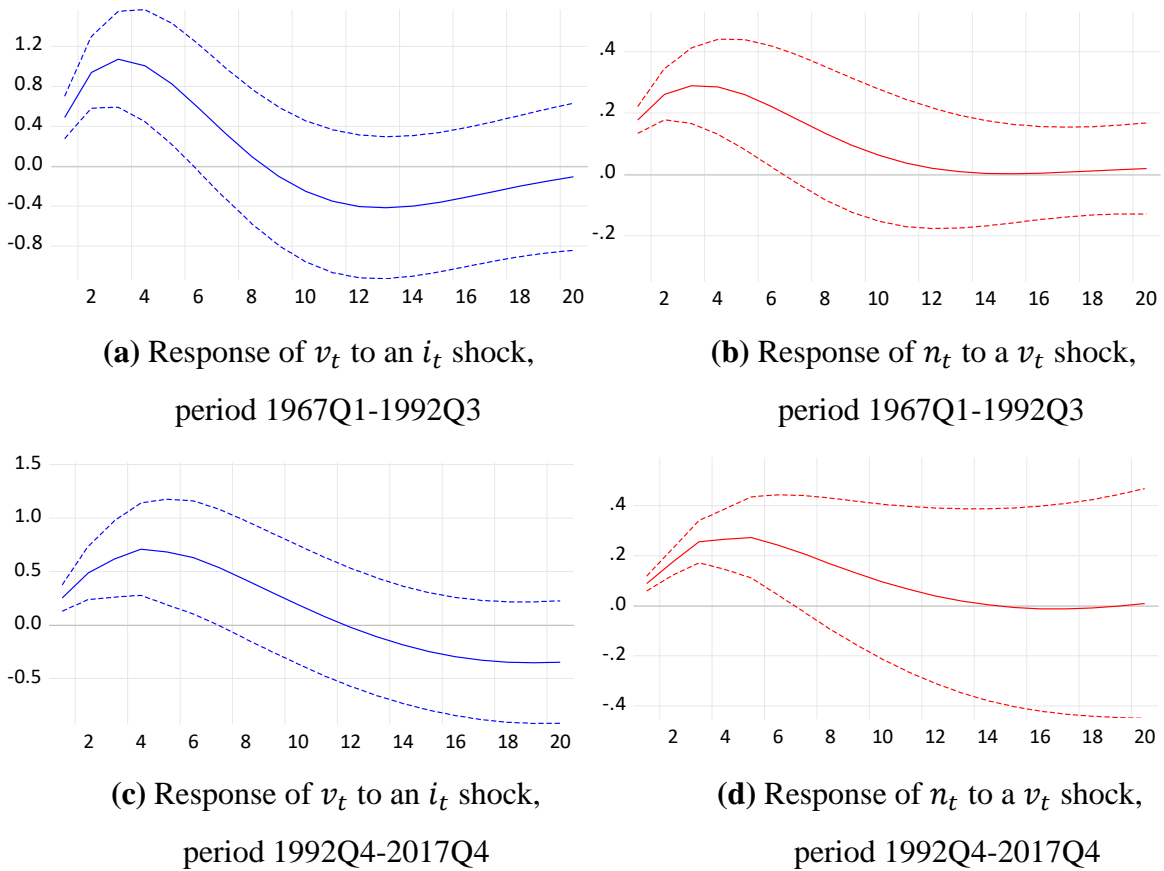 1.2
0.8
0.4
0.0
-0.4
-0.8
2 4 6 8 10 12 14 16 18 20
.4
.2
.0
-.2
2 4 6 8 10 12 14 16 18 20
(a) Response of v_t to an i_t shock,
period 1967Q1-1992Q3
(b) Response of n_t to a v_t shock,
period 1967Q1-1992Q3
1.5
1.0
0.5
0.0
-0.5
2 4 6 8 10 12 14 16 18 20
.4
.2
.0
-.2
-.4
2 4 6 8 10 12 14 16 18 20
(c) Response of v_t to an i_t shock,
period 1992Q4-2017Q4
(d) Response of n_t to a v_t shock,
period 1992Q4-2017Q4